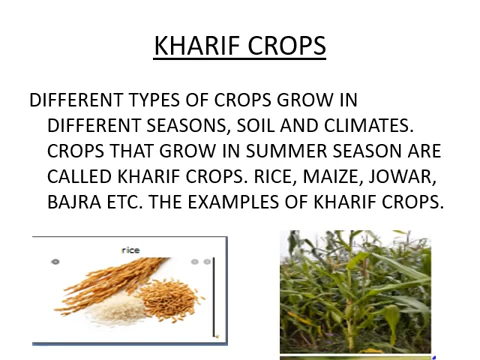 KHARIF CROPS
DIFFERENT TYPES OF CROPS GROW IN
DIFFERENT SEASONS, SOIL AND CLIMATES.
CROPS THAT GROW IN SUMMER SEASON ARE
CALLED KHARIF CROPS. RICE, MAIZE, JOWAR,
BAJRA ETC. THE EXAMPLES OF KHARIF CROPS.
rice